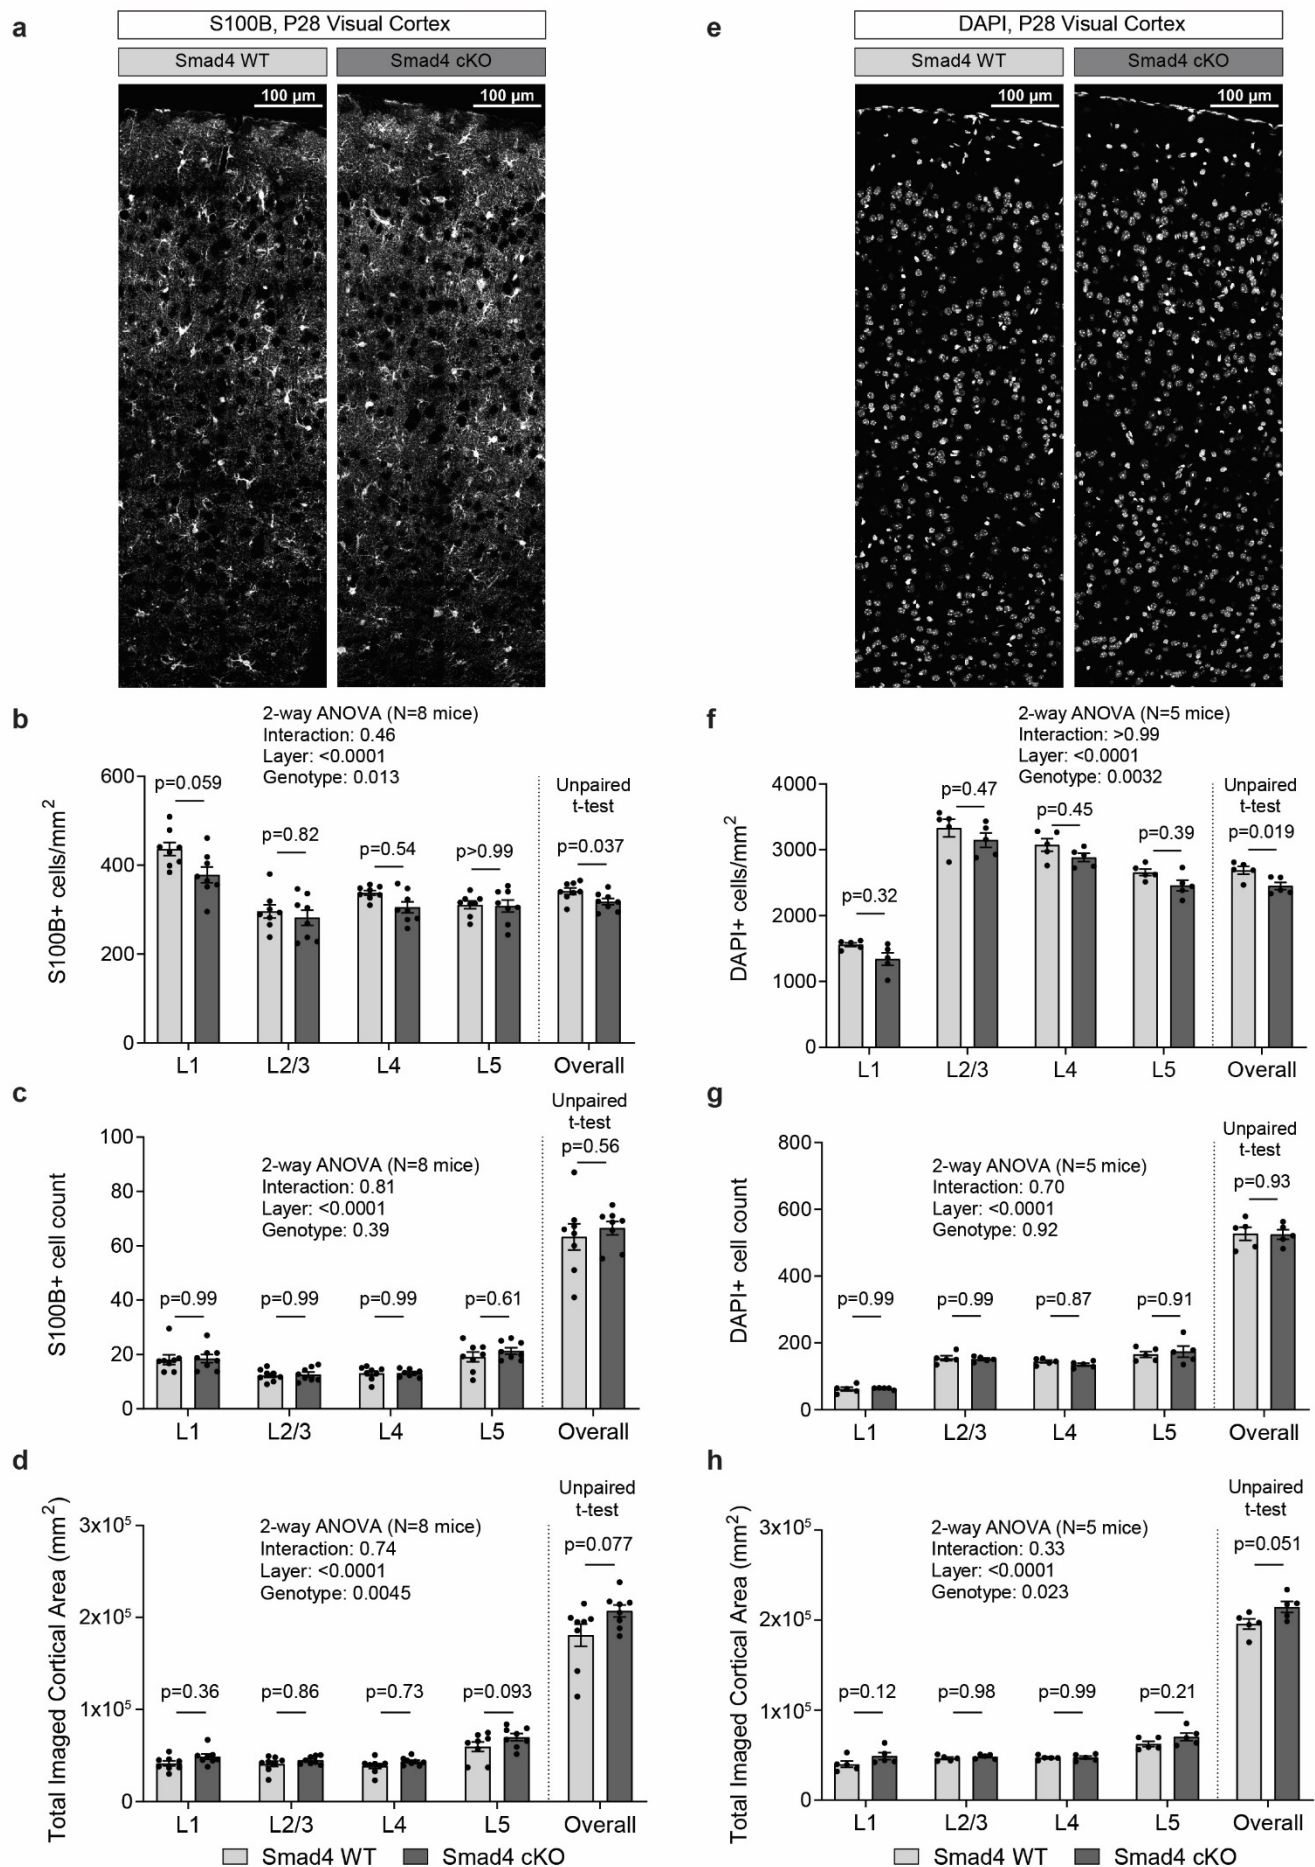 a
S100B, P28 Visual Cortex
Smad4 WT
Smad4 cKO
100 µm
100 µm
e
DAPI, P28 Visual Cortex
Smad4 WT
Smad4 cKO
100 µm
100 µm
b
2-way ANOVA (N=8 mice)
Interaction: 0.46
Layer: <0.0001
Genotype: 0.013
S100B+ cells/mm²
600
400
200
0
p=0.059
p=0.82
p=0.54
p>0.99
Unpaired
t-test
p=0.037
L1
L2/3
L4
L5
Overall
f
2-way ANOVA (N=5 mice)
Interaction: >0.99
Layer: <0.0001
Genotype: 0.0032
DAPI+ cells/mm²
4000
3000
2000
1000
0
p=0.32
p=0.47
p=0.45
p=0.39
Unpaired
t-test
p=0.019
L1
L2/3
L4
L5
Overall
c
S100B+ cell count
100
80
60
40
20
0
2-way ANOVA (N=8 mice)
Interaction: 0.81
Layer: <0.0001
Genotype: 0.39
p=0.99
p=0.99
p=0.99
p=0.61
Unpaired
t-test
p=0.56
L1
L2/3
L4
L5
Overall
g
DAPI+ cell count
800
600
400
200
0
2-way ANOVA (N=5 mice)
Interaction: 0.70
Layer: <0.0001
Genotype: 0.92
p=0.99
p=0.99
p=0.87
p=0.91
Unpaired
t-test
p=0.93
L1
L2/3
L4
L5
Overall
d
Total Imaged Cortical Area (mm²)
3x10⁵
2x10⁵
1x10⁵
0
2-way ANOVA (N=8 mice)
Interaction: 0.74
Layer: <0.0001
Genotype: 0.0045
p=0.36
p=0.86
p=0.73
p=0.093
Unpaired
t-test
p=0.077
L1
L2/3
L4
L5
Overall
Smad4 WT
Smad4 cKO
h
Total Imaged Cortical Area (mm²)
3x10⁵
2x10⁵
1x10⁵
0
2-way ANOVA (N=5 mice)
Interaction: 0.33
Layer: <0.0001
Genotype: 0.023
p=0.12
p=0.98
p=0.99
p=0.21
Unpaired
t-test
p=0.051
L1
L2/3
L4
L5
Overall
Smad4 WT
Smad4 cKO